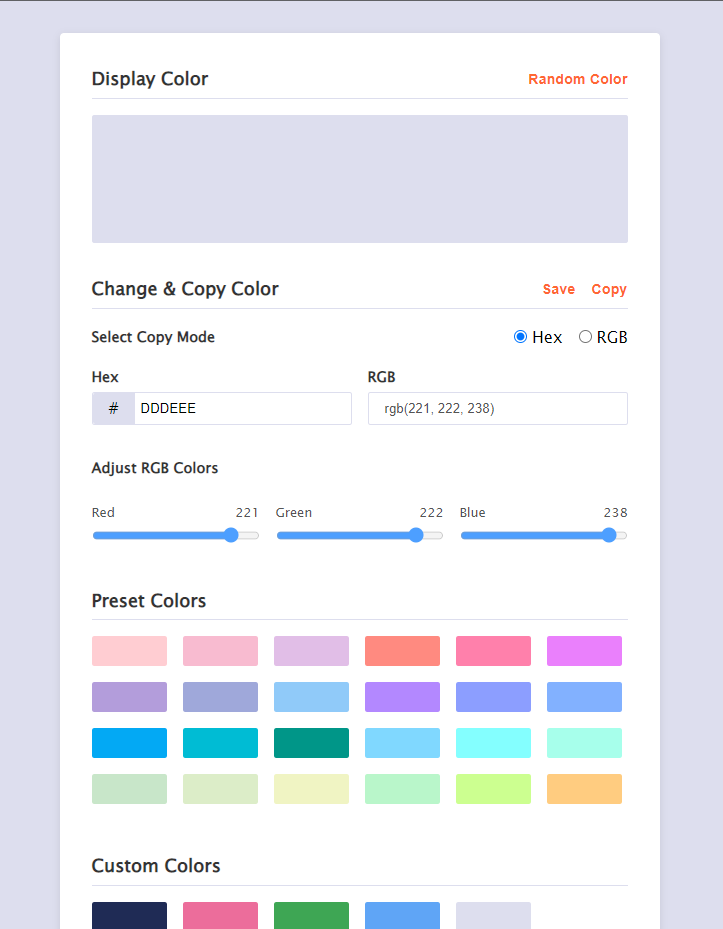 Display Color Random Color
Change & Copy Color Save Copy
Select Copy Mode Hex RGB
Hex RGB
# DDDEEE rgb(221, 222, 238)
Adjust RGB Colors
Red 221 Green 222 Blue 238
Preset Colors
Custom Colors